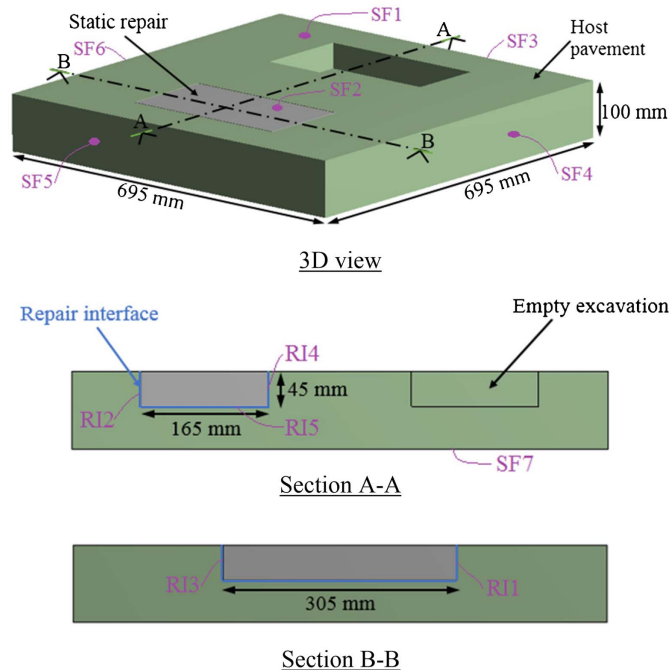 Static repair
SF1
SF6
SF3
Host
pavement
B
A
SF2
A
B
100 mm
SF5
SF4
695 mm
695 mm
3D view
Repair interface
Empty excavation
RI4
45 mm
RI2
165 mm
RI5
SF7
Section A-A
RI3
RI1
305 mm
Section B-B